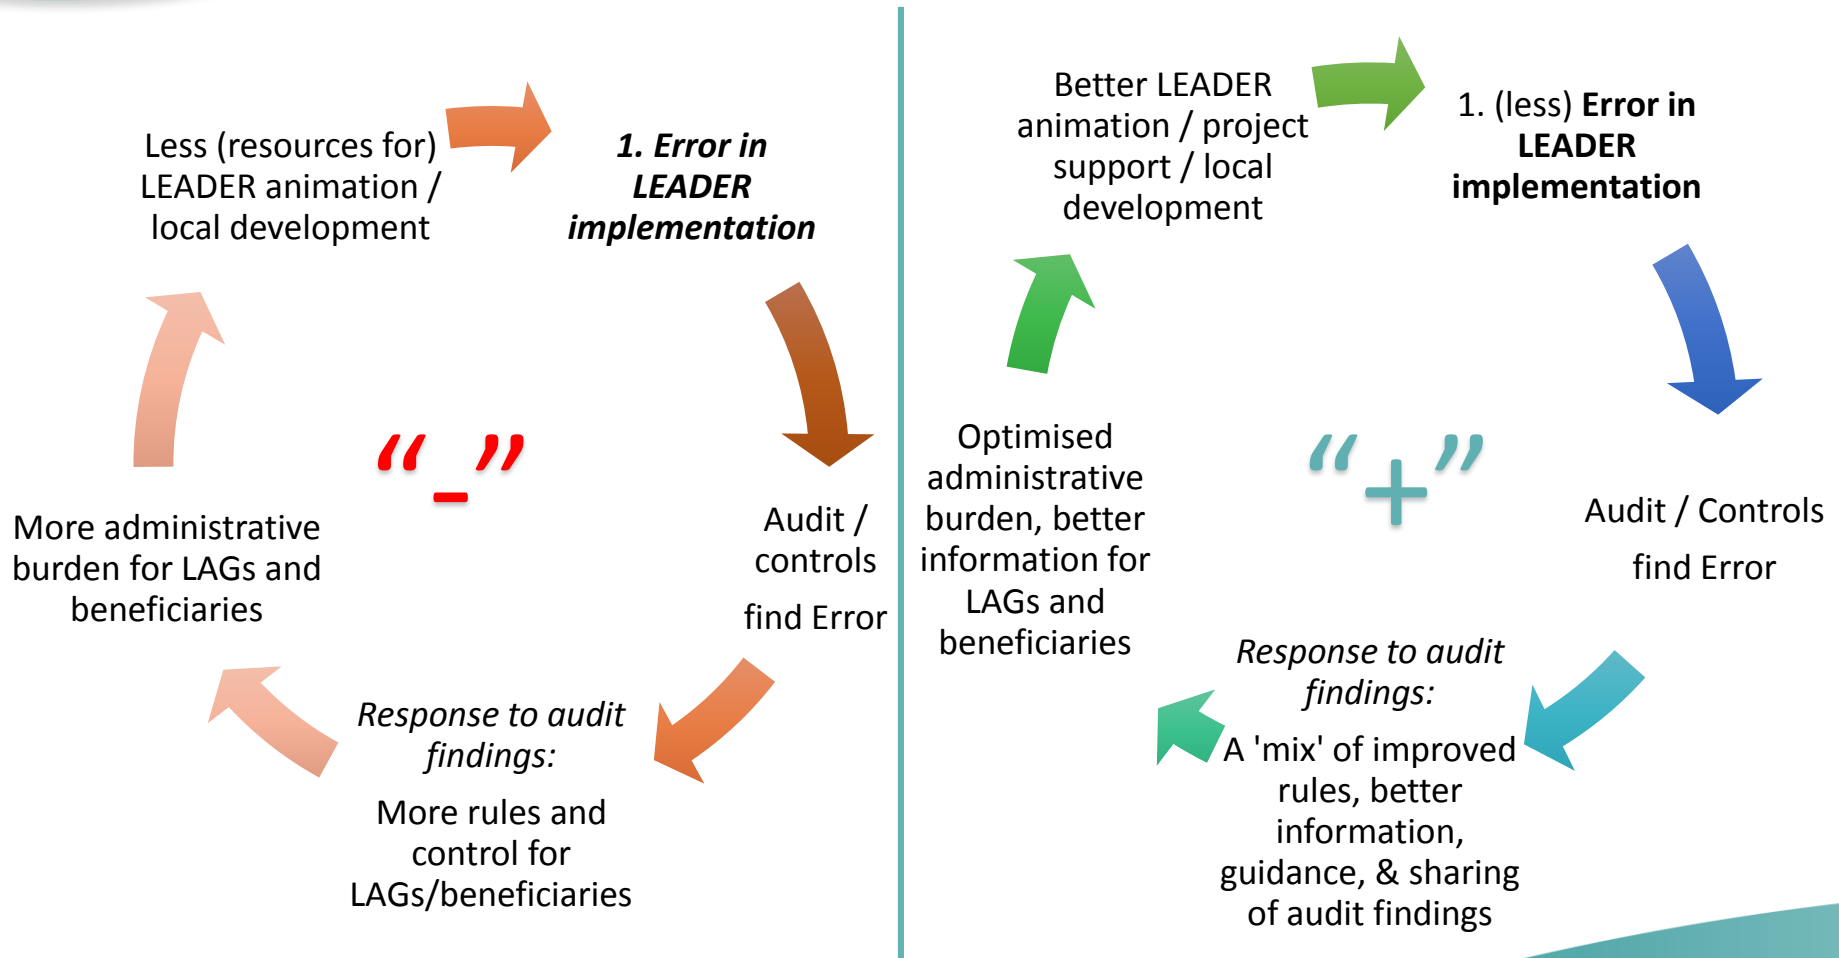 1. Error in
LEADER
implementation
Audit /
controls
find Error
Response to audit
findings:
More rules and
control for
LAGs/beneficiaries
More administrative
burden for LAGs and
beneficiaries
Less (resources for)
LEADER animation /
local development
“-”
1. (less) Error in
LEADER
implementation
Audit / Controls
find Error
Response to audit
findings:
A 'mix' of improved
rules, better
information,
guidance, & sharing
of audit findings
Optimised
administrative
burden, better
information for
LAGs and
beneficiaries
Better LEADER
animation / project
support / local
development
“+”